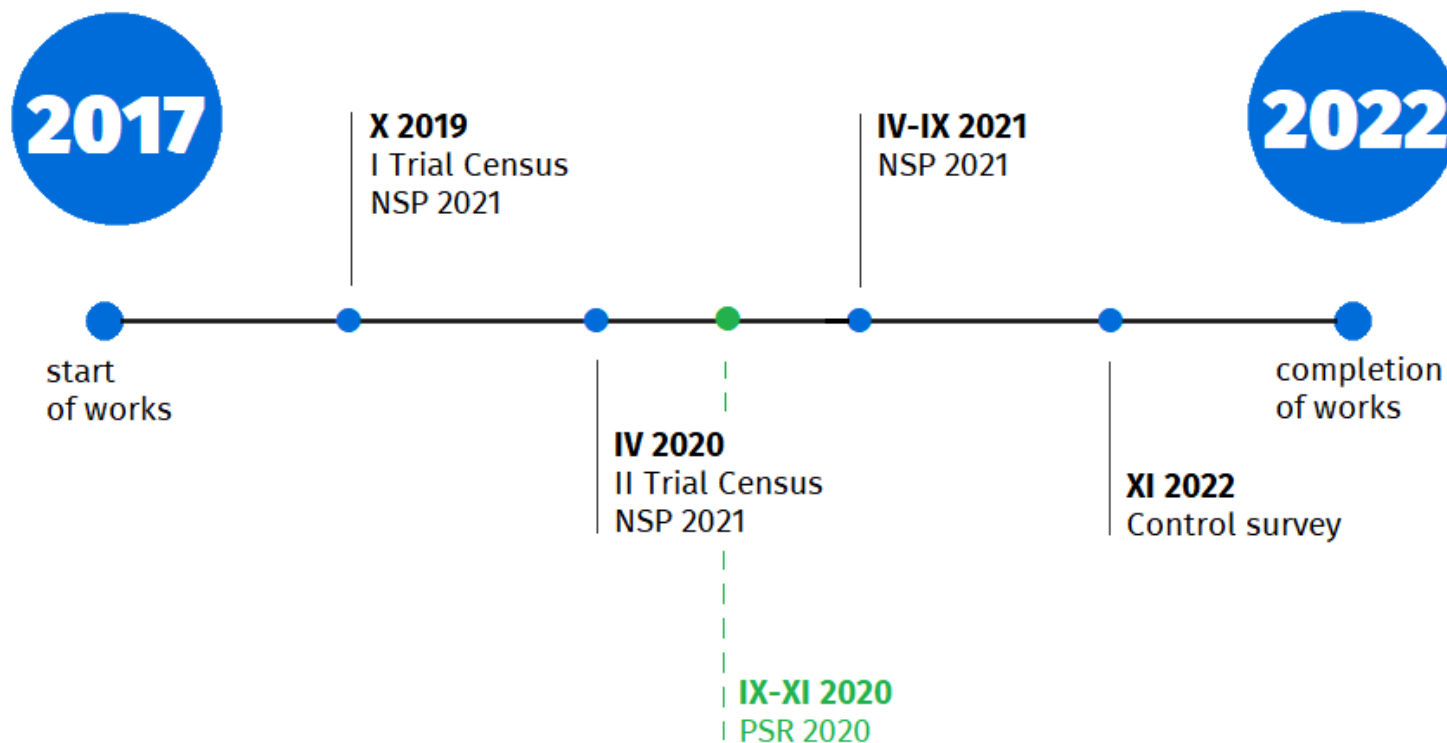 2017
2022
X 2019
I Trial Census
NSP 2021
IV-IX 2021
NSP 2021
start
of works
completion
of works
IV 2020
II Trial Census
NSP 2021
XI 2022
Control survey
IX-XI 2020
PSR 2020